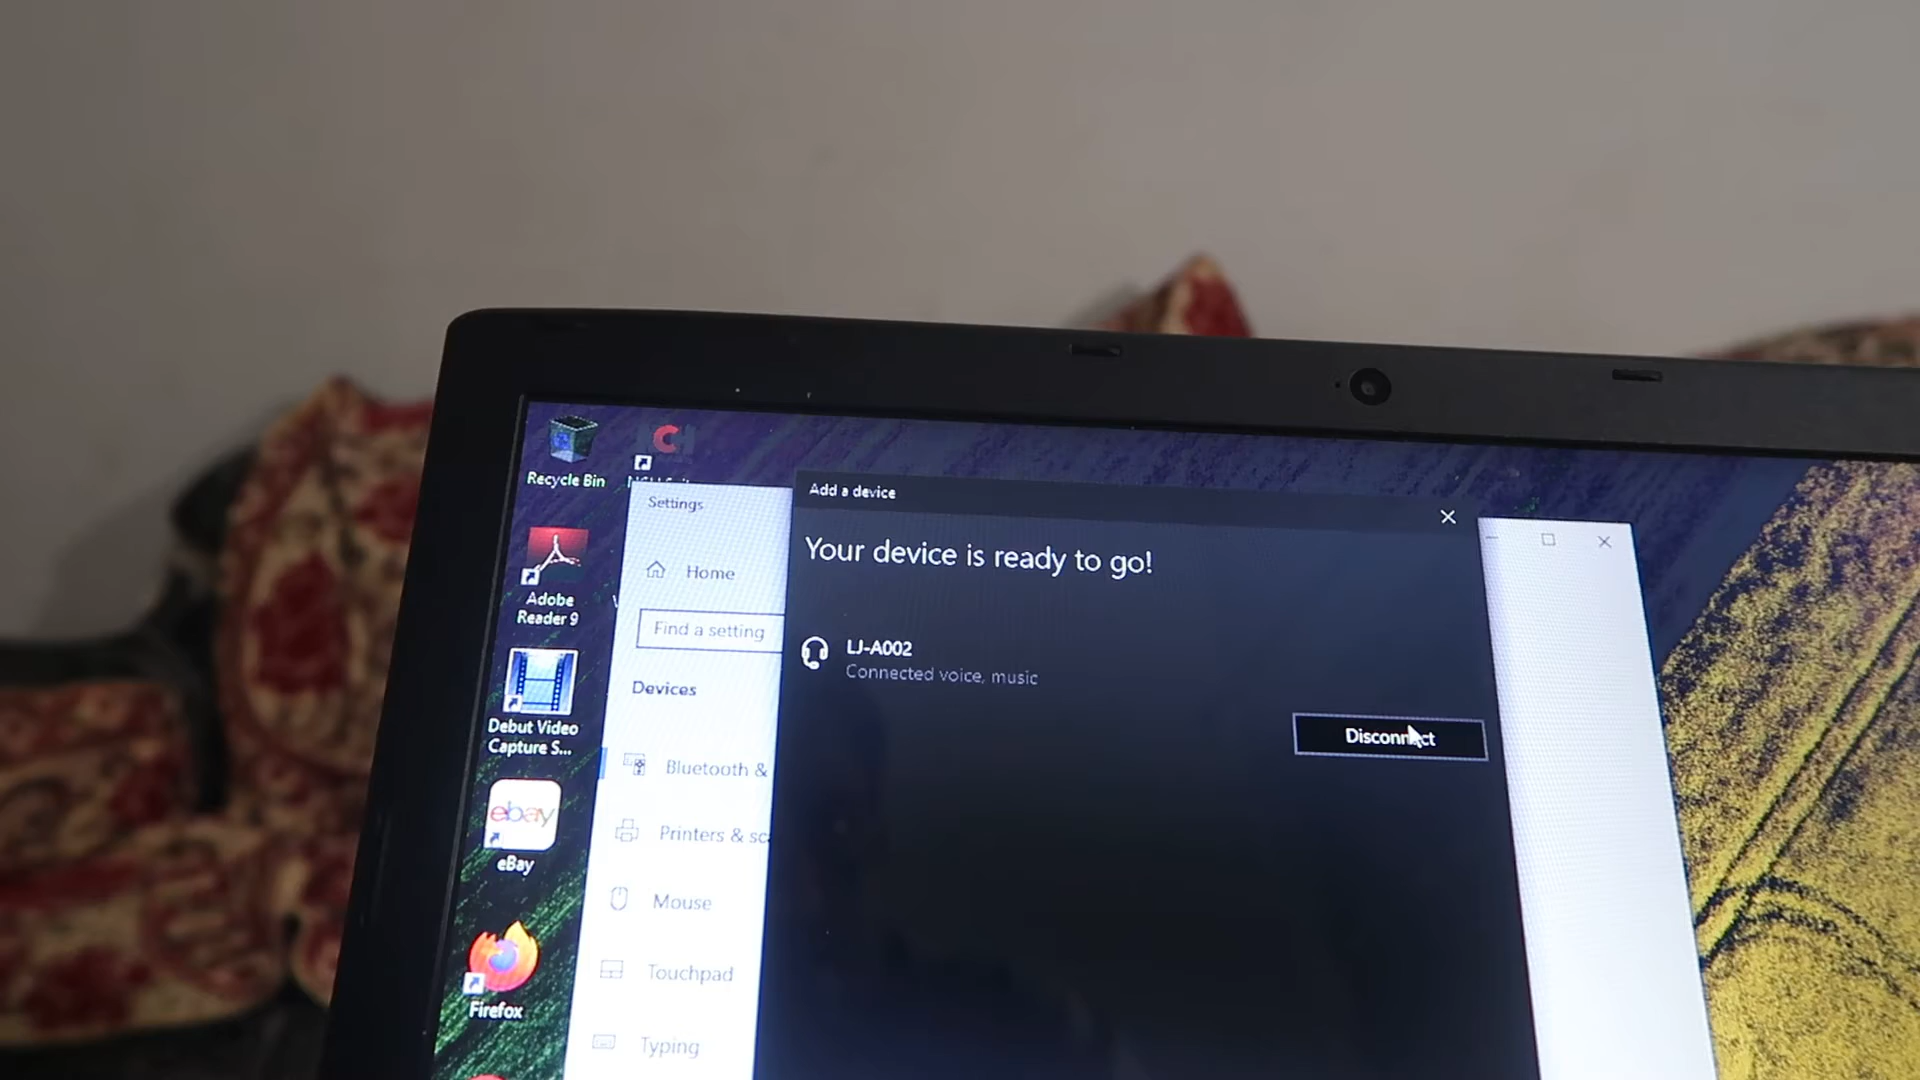 Recycle Bin
Adobe
Reader 9
Debut Video
Capture S...
ebay
eBay
Firefox
Settings
Home
Find a setting
Devices
Bluetooth &
Printers & sc
Mouse
Touchpad
Typing
Add a device
Your device is ready to go!
LJ-A002
Connected voice, music
Disconnect